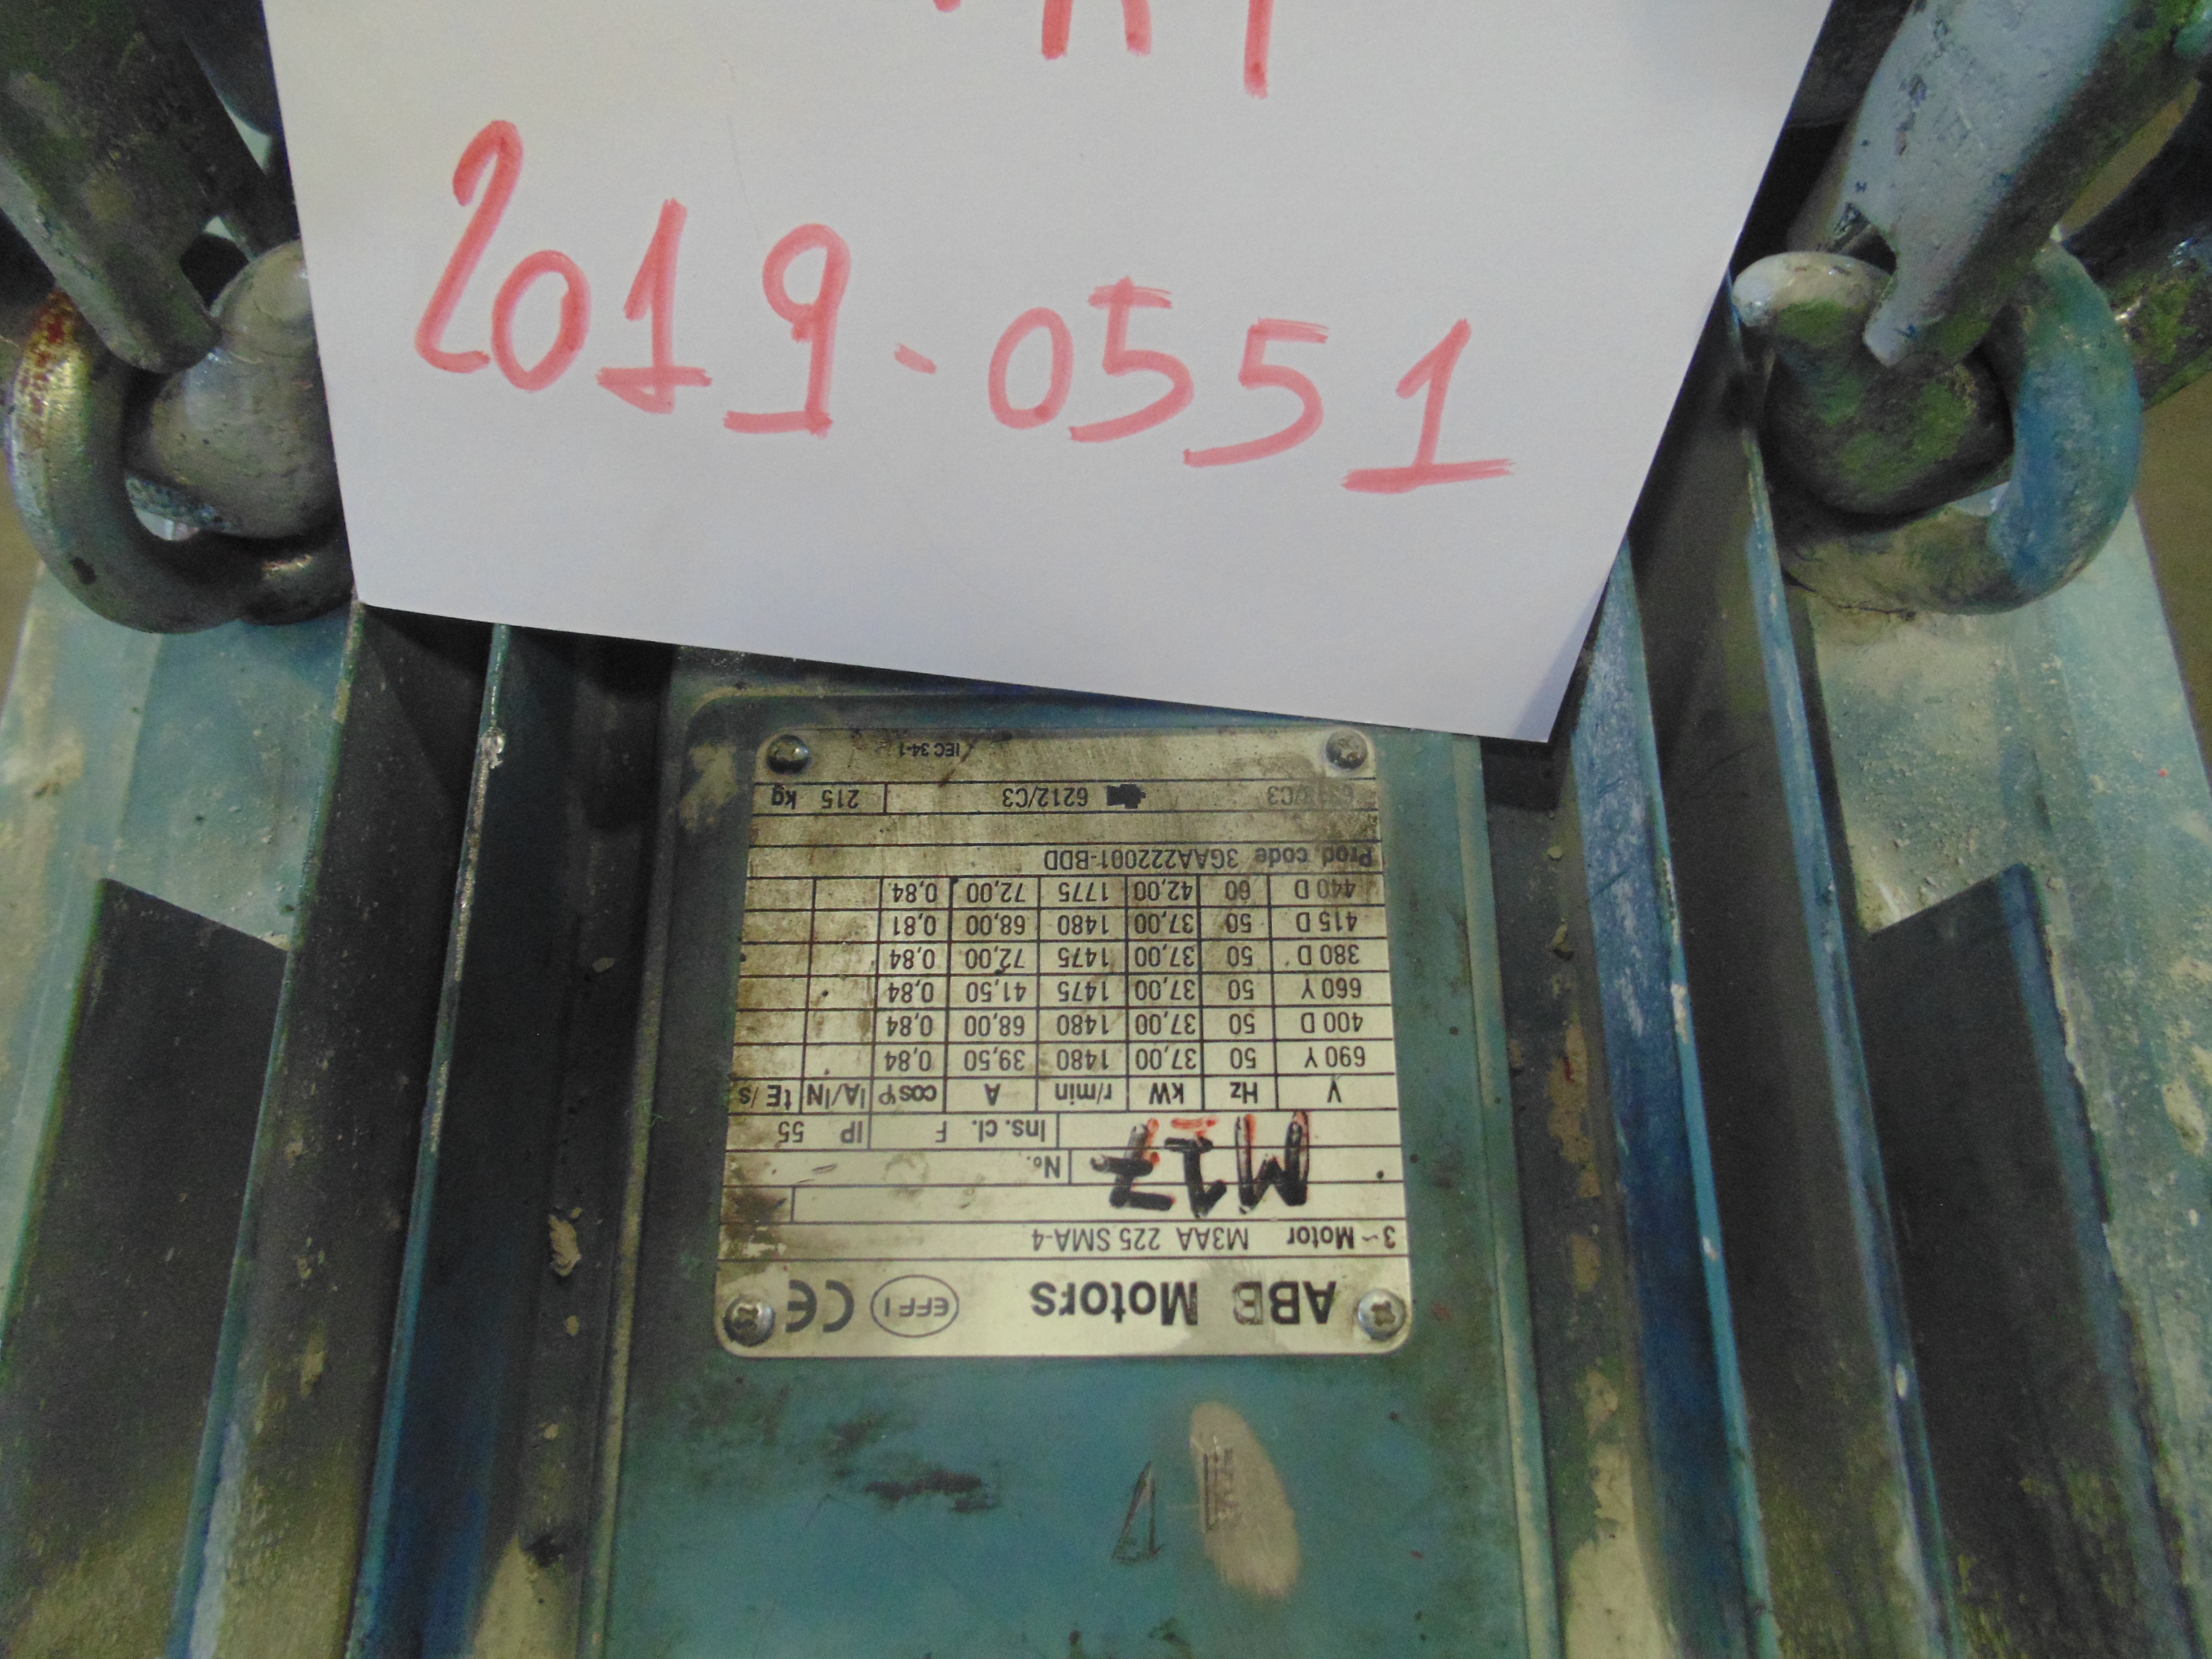 2019-0551
ABB Motors EFF 1 CE
3~Motor M3AA 225 SMA-4
M17
No.
Ins. cl. F IP 55
V Hz kW r/min A cosφ IA/IN tE/s
690 Y 50 37,00 1480 39,50 0,84
400 D 50 37,00 1480 68,00 0,84
660 Y 50 37,00 1475 41,50 0,84
380 D 50 37,00 1475 72,00 0,84
415 D 50 37,00 1480 68,00 0,81
440 D 60 42,00 1775 72,00 0,84
Prod. code 3GAA222001-BDD
6212/C3 215 kg
IEC 34-1